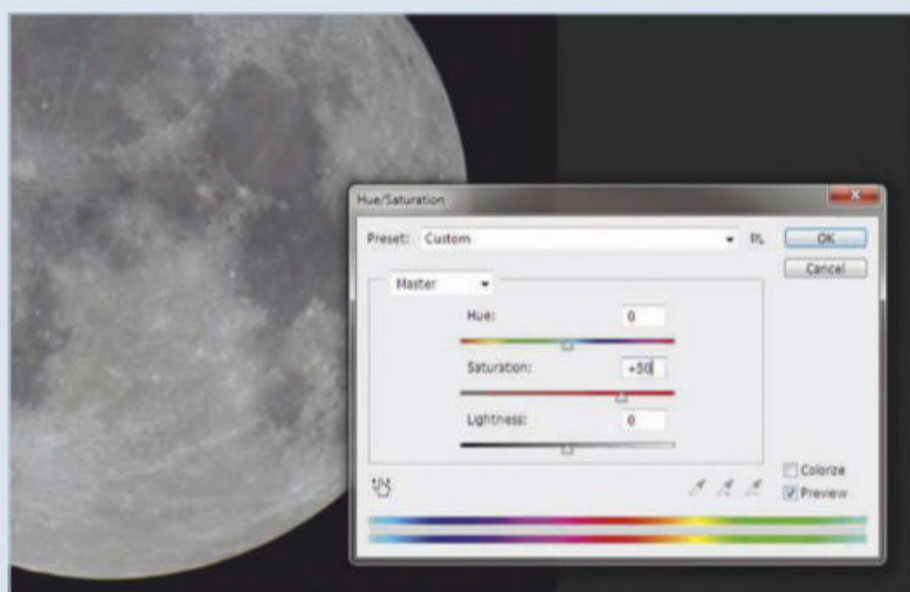 Hue/Saturation
Preset: Custom
OK
Cancel
Master
Hue: 0
Saturation: +50
Lightness: 0
Colorize
Preview